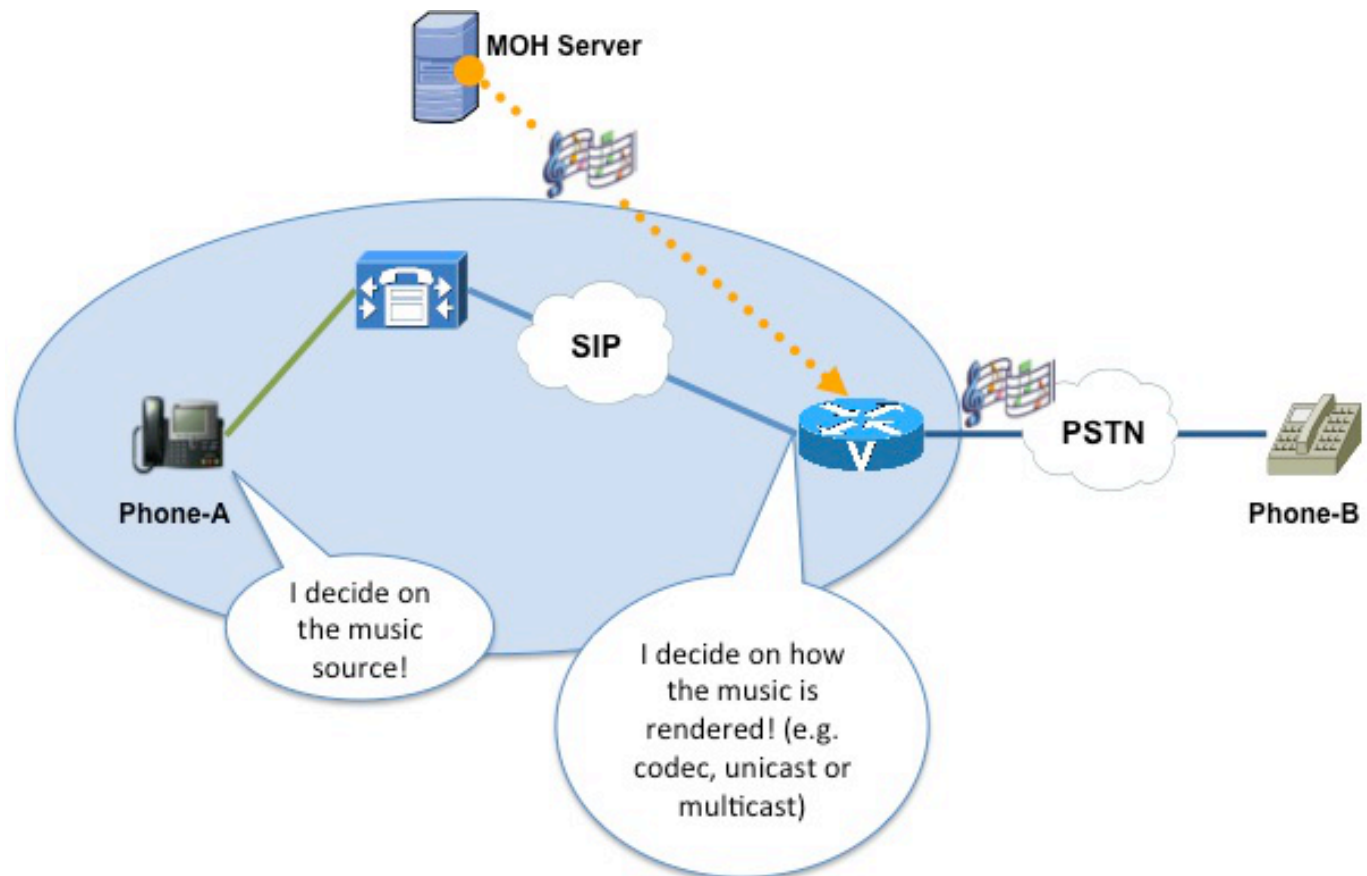 MOH Server
SIP
PSTN
Phone-A
Phone-B
V
I decide on
the music
source!
I decide on how
the music is
rendered! (e.g.
codec, unicast or
multicast)